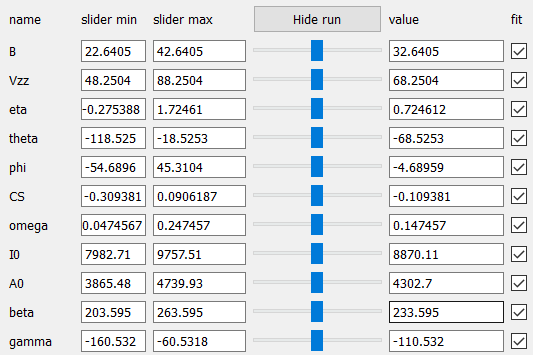 name slider min slider max Hide run value fit
B 22.6405 42.6405 32.6405
Vzz 48.2504 88.2504 68.2504
eta -0.275388 1.72461 0.724612
theta -118.525 -18.5253 -68.5253
phi -54.6896 45.3104 -4.68959
CS -0.309381 0.0906187 -0.109381
omega 0.0474567 0.247457 0.147457
I0 7982.71 9757.51 8870.11
A0 3865.48 4739.93 4302.7
beta 203.595 263.595 233.595
gamma -160.532 -60.5318 -110.532